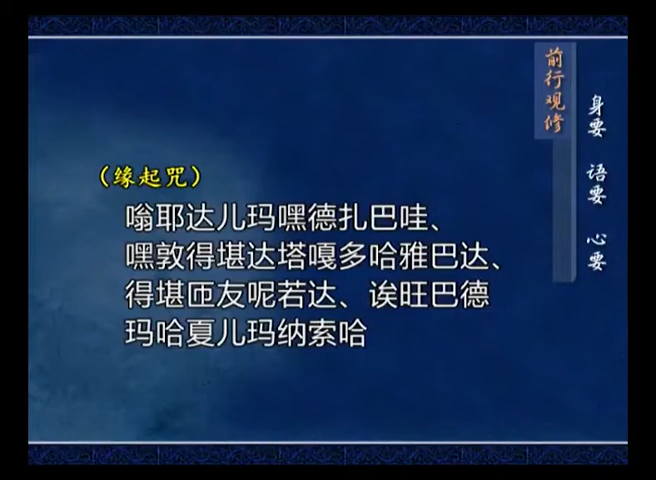 前行观修
身要 语要 心要
（缘起咒）
嗡耶达儿玛嘿德扎巴哇、
嘿敦得堪达塔嘎多哈雅巴达、
得堪匝友呢若达、诶旺巴德
玛哈夏儿玛纳索哈